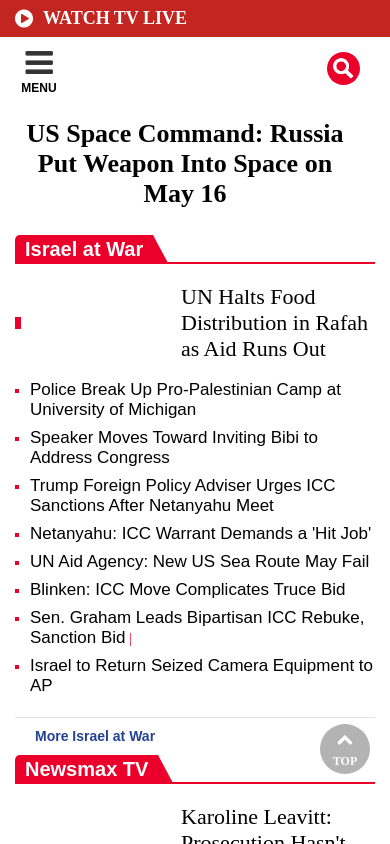 WATCH TV LIVE
MENU
US Space Command: Russia
Put Weapon Into Space on
May 16
Israel at War
UN Halts Food
Distribution in Rafah
as Aid Runs Out
Police Break Up Pro-Palestinian Camp at
University of Michigan
Speaker Moves Toward Inviting Bibi to
Address Congress
Trump Foreign Policy Adviser Urges ICC
Sanctions After Netanyahu Meet
Netanyahu: ICC Warrant Demands a 'Hit Job'
UN Aid Agency: New US Sea Route May Fail
Blinken: ICC Move Complicates Truce Bid
Sen. Graham Leads Bipartisan ICC Rebuke,
Sanction Bid |
Israel to Return Seized Camera Equipment to
AP
More Israel at War
TOP
Newsmax TV
Karoline Leavitt:
Prosecution Hasn't